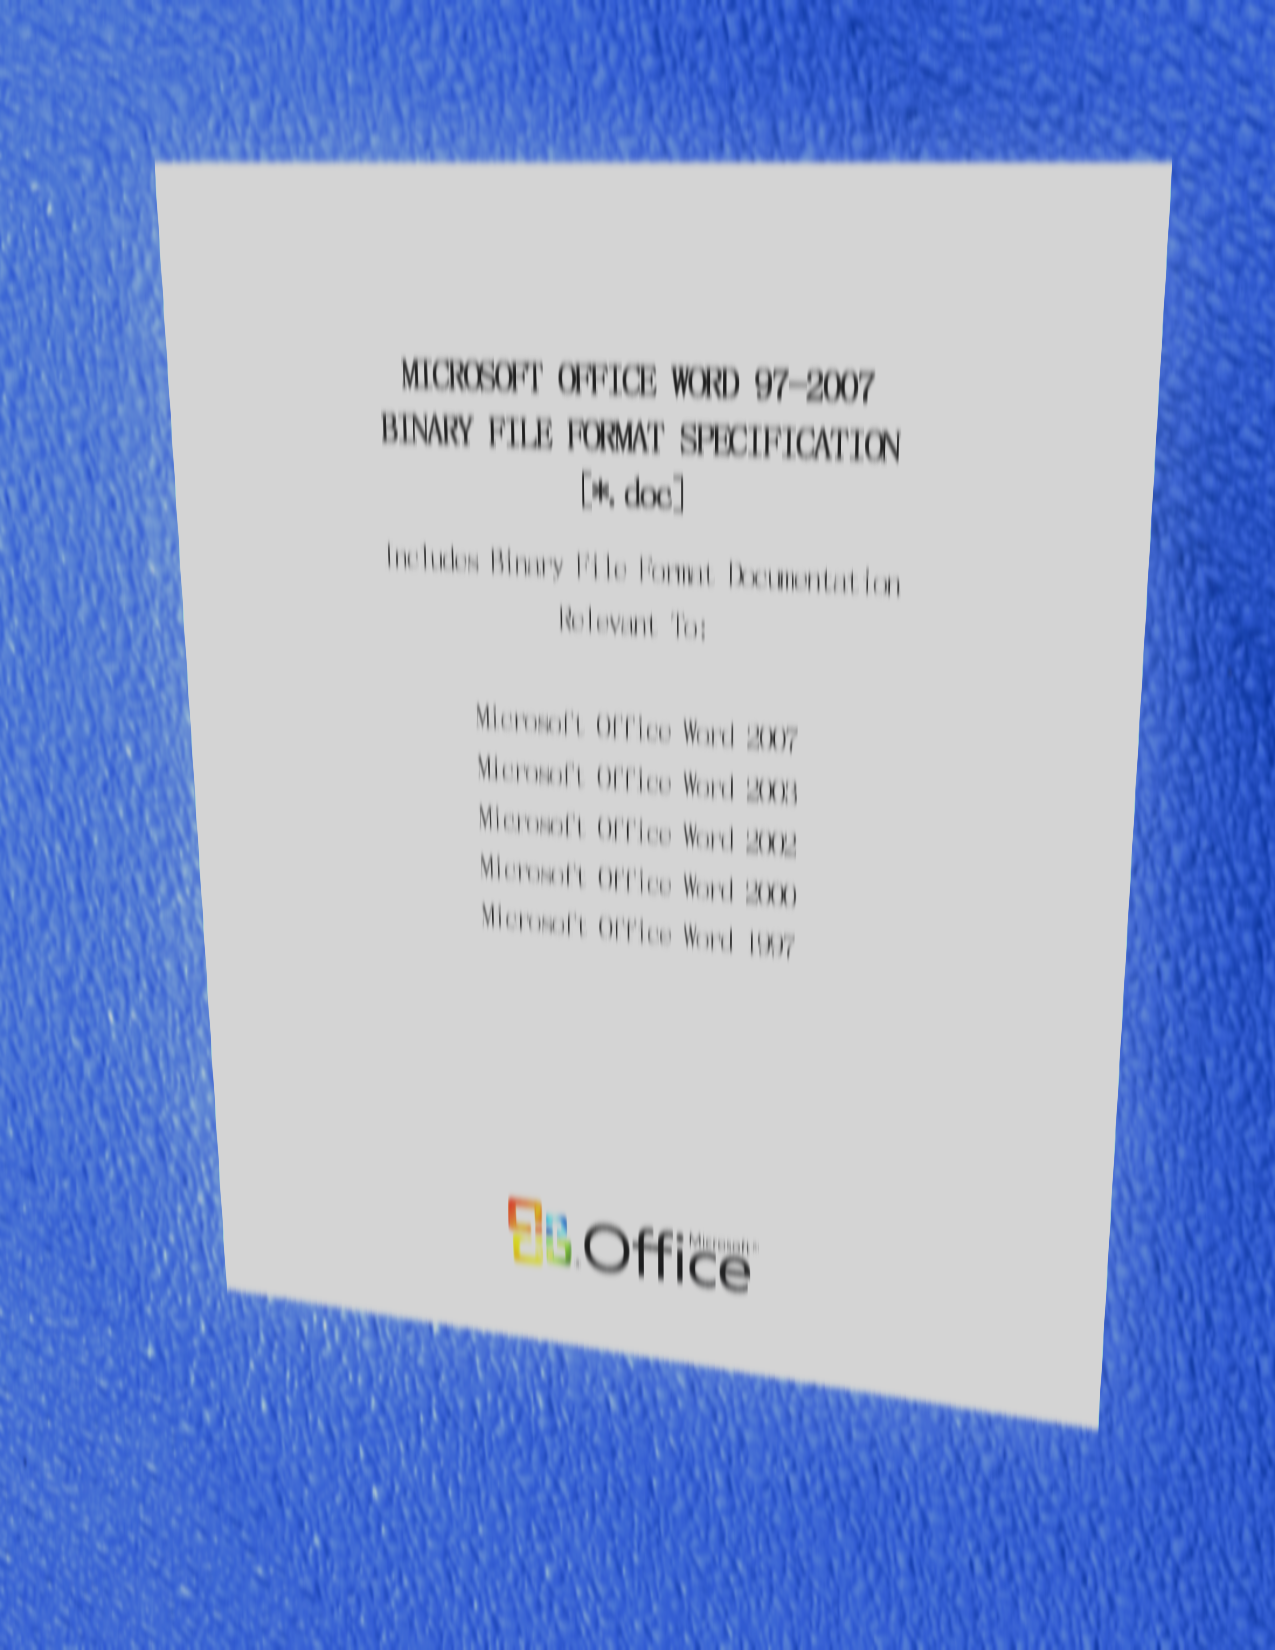 MICROSOFT OFFICE WORD 97-2007
BINARY FILE FORMAT SPECIFICATION
[*.doc]
Includes Binary File Format Documentation
Relevant To:
Microsoft Office Word 2007
Microsoft Office Word 2003
Microsoft Office Word 2002
Microsoft Office Word 2000
Microsoft Office Word 1997
Microsoft®
Office